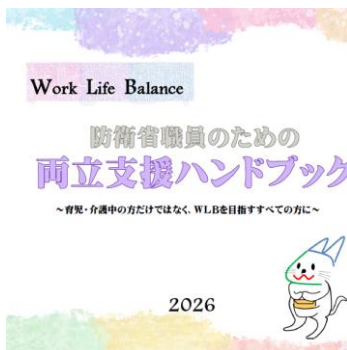 Work Life Balance
防衛省職員のための
両立支援ハンドブック
～育児・介護中の方だけではなく、WLBを目指すすべての方に～
2026